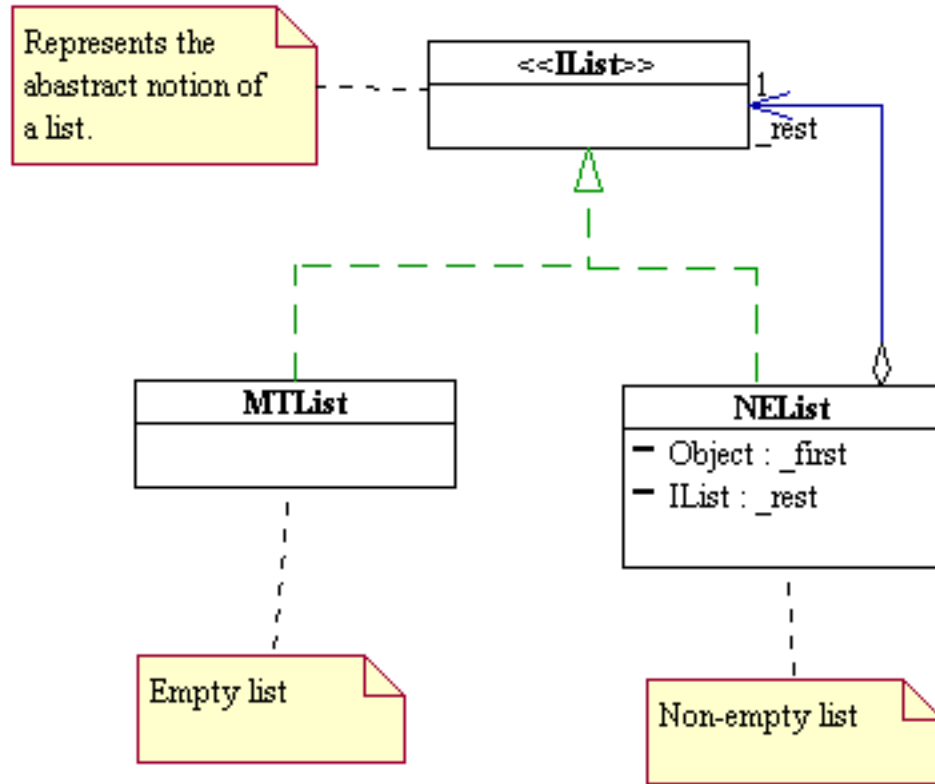 Represents the
abastract notion of
a list.
<<IList>>
1
_rest
MTList
NEList
- Object : _first
- IList : _rest
Empty list
Non-empty list